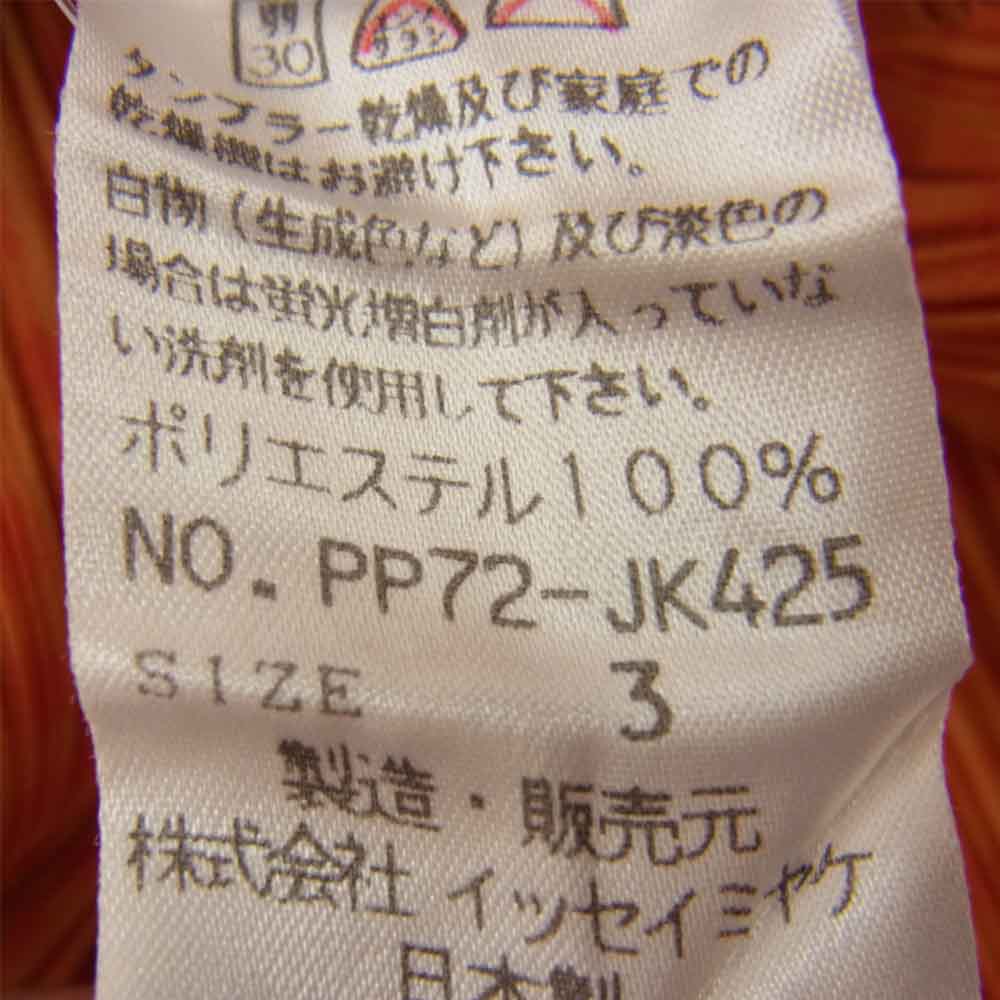 30
タンブラー乾燥及び家庭での
乾燥機はお避け下さい。
白物(生成色など)及び淡色の
場合は蛍光増白剤が入っていな
い洗剤を使用して下さい。
ポリエステル100%
NO. PP72-JK425
SIZE 3
製造・販売元
株式会社 イッセイミヤケ
日本製